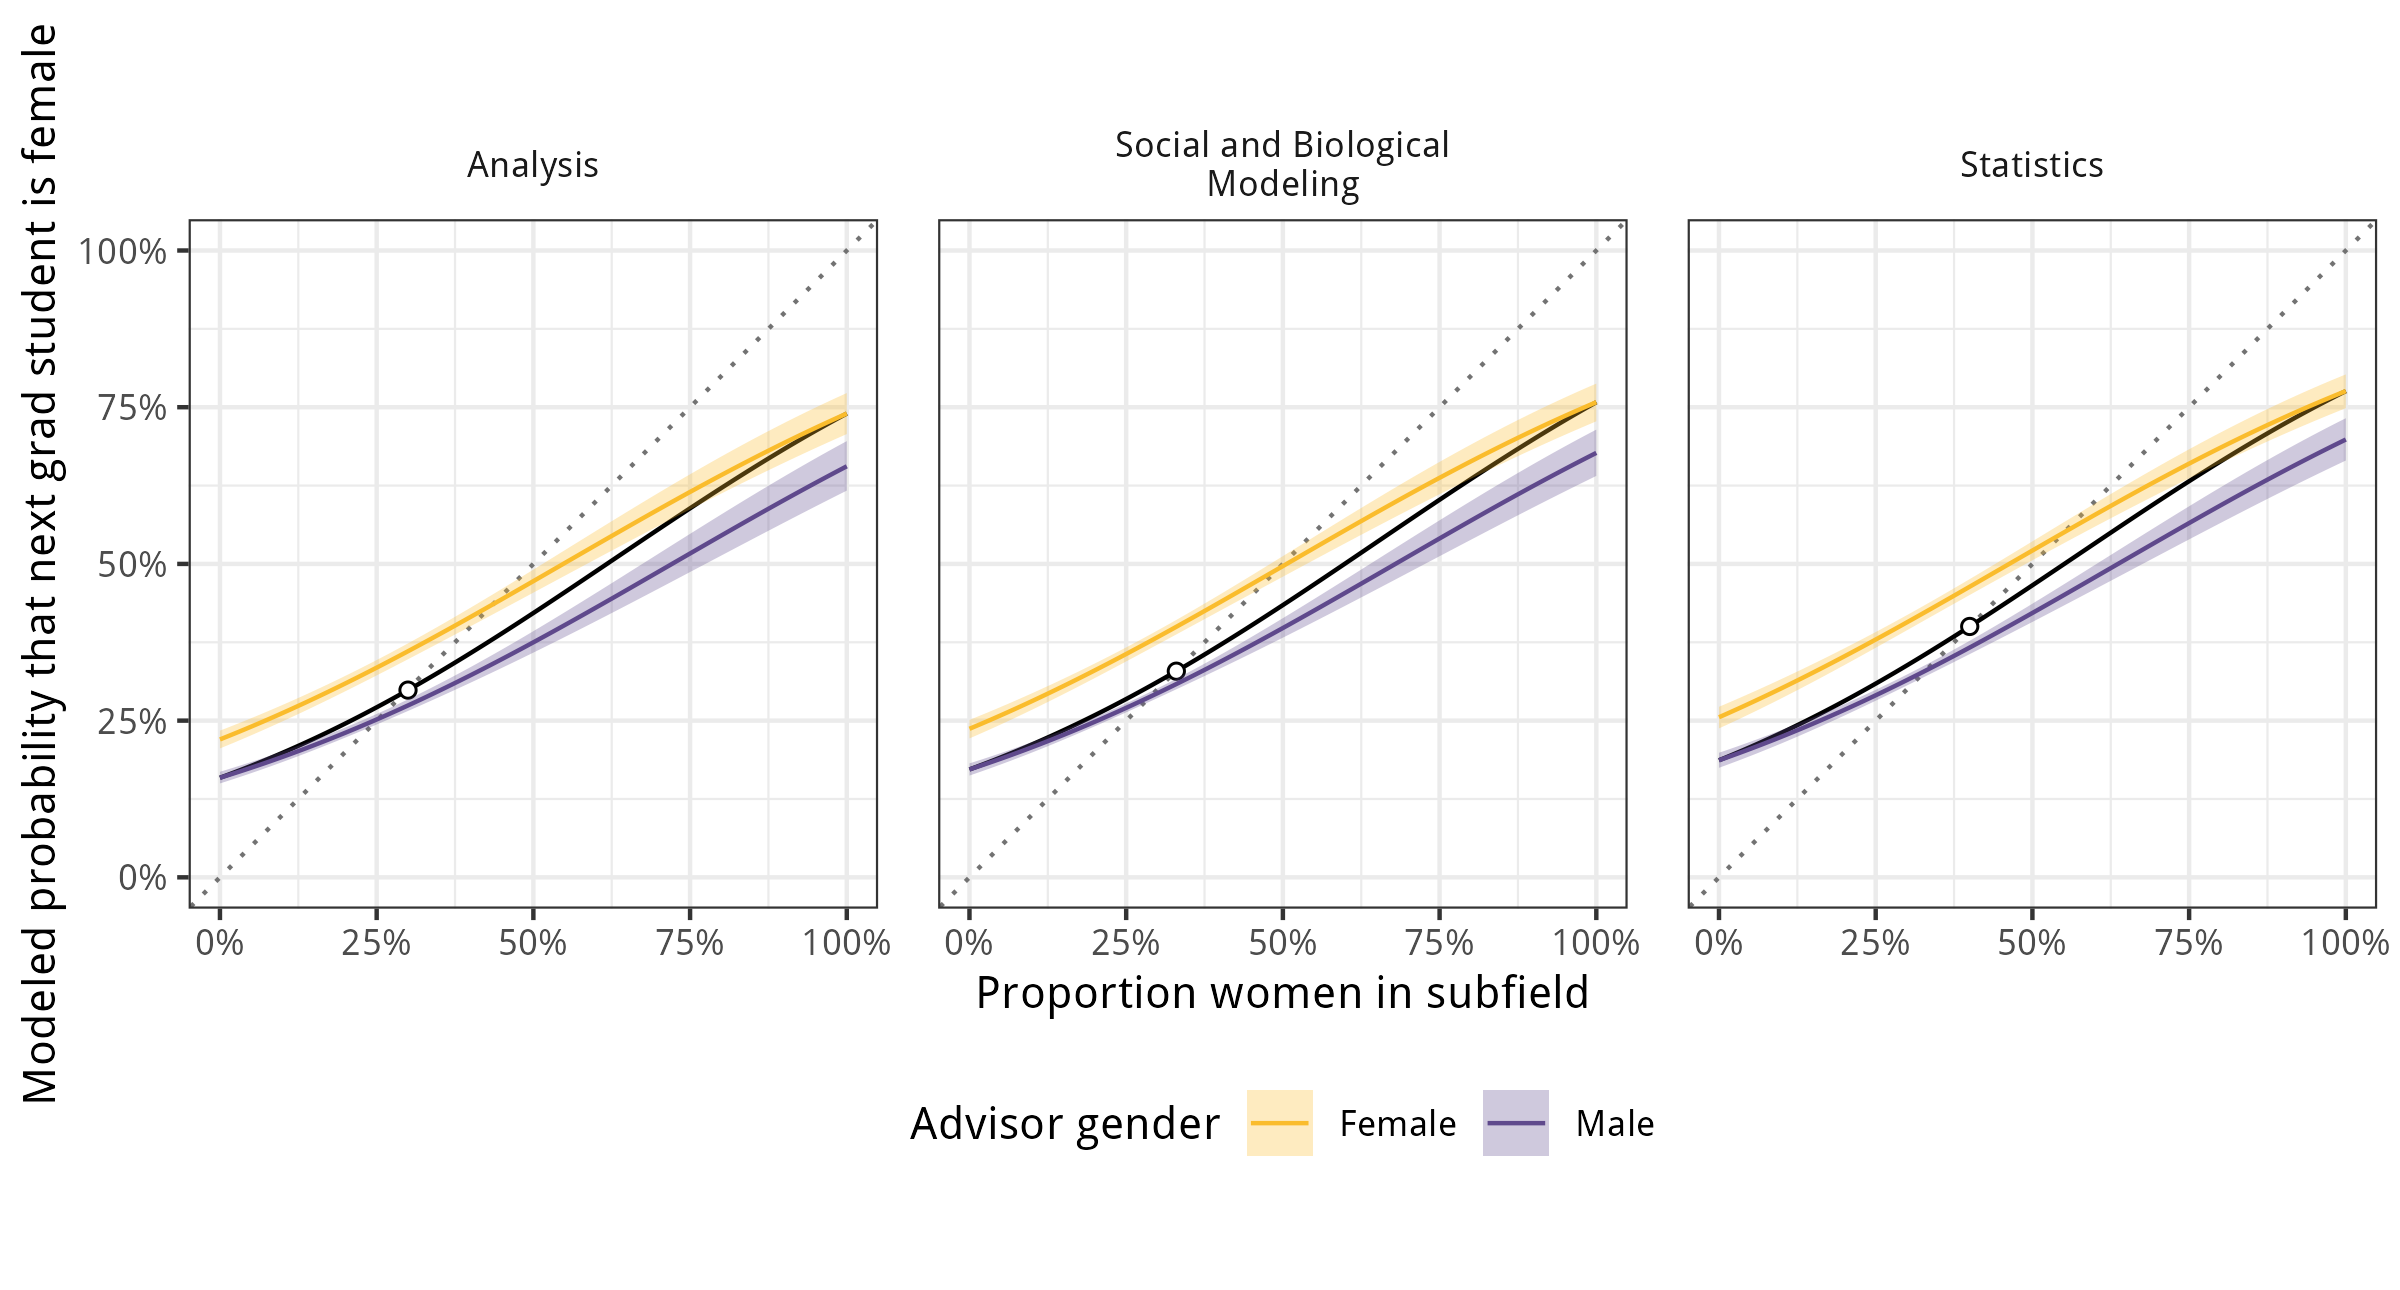 Modeled probability that next grad student is female
Analysis
Social and Biological
Modeling
Statistics
100%
75%
50%
25%
0%
0% 25% 50% 75% 100%
0% 25% 50% 75% 100%
0% 25% 50% 75% 100%
Proportion women in subfield
Advisor gender Female Male